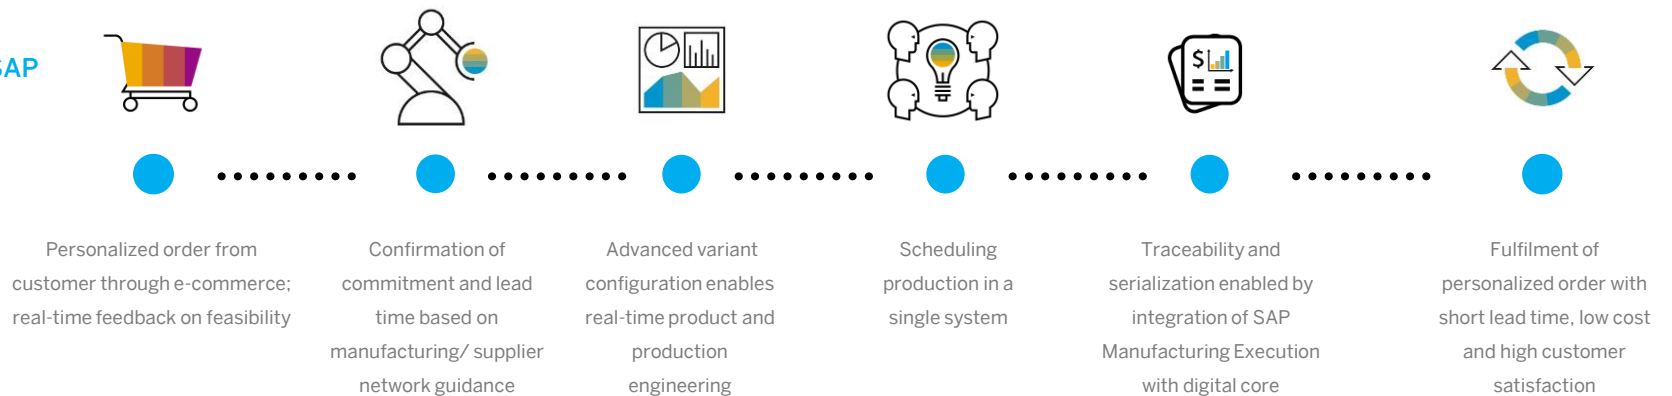 SAP
$
Personalized order from
customer through e-commerce;
real-time feedback on feasibility
Confirmation of
commitment and lead
time based on
manufacturing/ supplier
network guidance
Advanced variant
configuration enables
real-time product and
production
engineering
Scheduling
production in a
single system
Traceability and
serialization enabled by
integration of SAP
Manufacturing Execution
with digital core
Fulfilment of
personalized order with
short lead time, low cost
and high customer
satisfaction